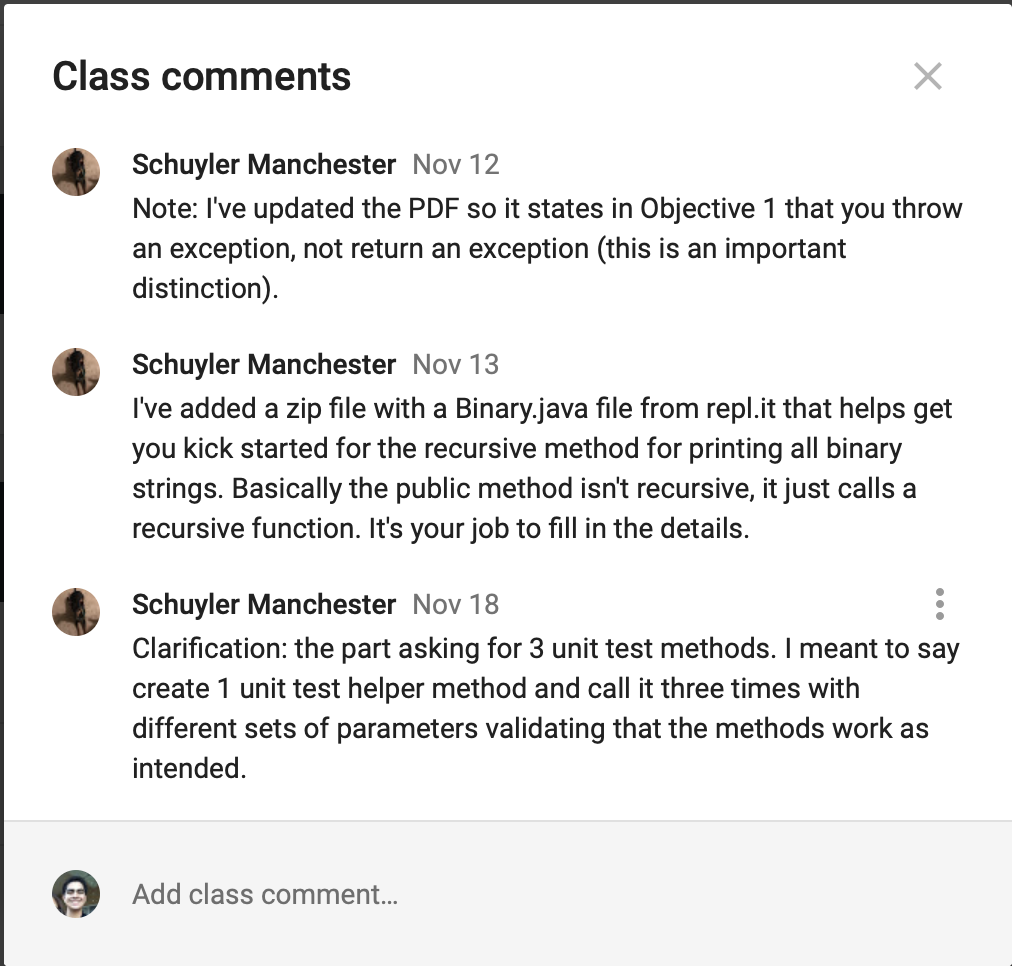 Class comments
Schuyler Manchester Nov 12
Note: I've updated the PDF so it states in Objective 1 that you throw
an exception, not return an exception (this is an important
distinction).
Schuyler Manchester Nov 13
I've added a zip file with a Binary.java file from repl.it that helps get
you kick started for the recursive method for printing all binary
strings. Basically the public method isn't recursive, it just calls a
recursive function. It's your job to fill in the details.
Schuyler Manchester Nov 18
Clarification: the part asking for 3 unit test methods. I meant to say
create 1 unit test helper method and call it three times with
different sets of parameters validating that the methods work as
intended.
Add class comment...